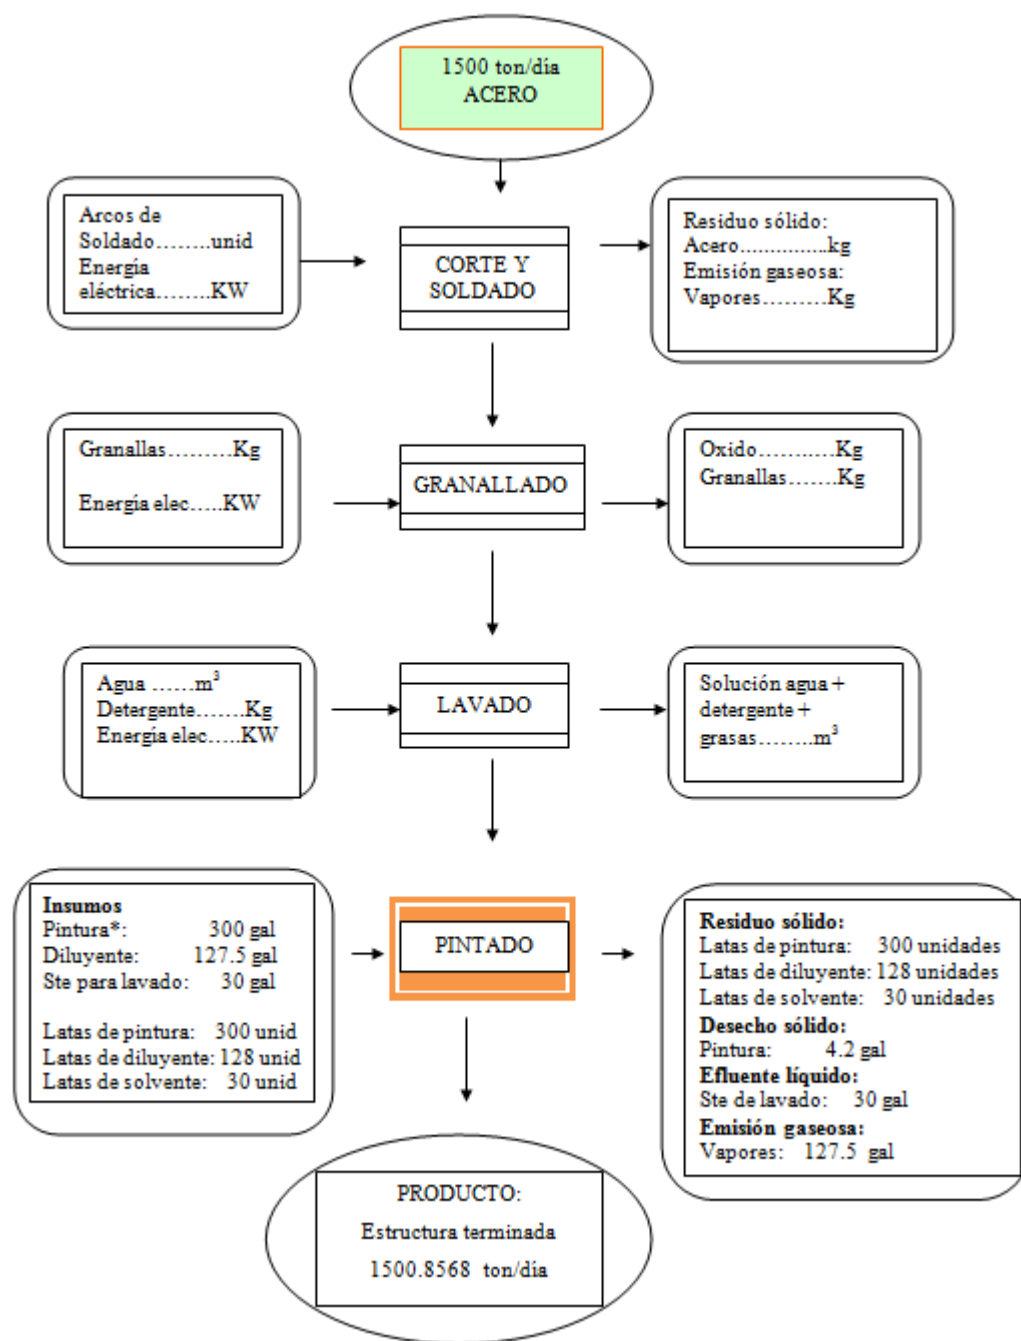 1500 ton/día
ACERO
Arcos de
Soldado........unid
Energía
eléctrica........KW
CORTE Y
SOLDADO
Residuo sólido:
Acero...............kg
Emisión gaseosa:
Vapores.........Kg
Granallas.........Kg
Energía elec.....KW
GRANALLADO
Oxido...........Kg
Granallas.......Kg
Agua ......m³
Detergente.......Kg
Energía elec.....KW
LAVADO
Solución agua +
detergente +
grasas........m³
Insumos
Pintura*: 300 gal
Diluyente: 127.5 gal
Ste para lavado: 30 gal
Latas de pintura: 300 unid
Latas de diluyente: 128 unid
Latas de solvente: 30 unid
PINTADO
Residuo sólido:
Latas de pintura: 300 unidades
Latas de diluyente: 128 unidades
Latas de solvente: 30 unidades
Desecho sólido:
Pintura: 4.2 gal
Efluente líquido:
Ste de lavado: 30 gal
Emisión gaseosa:
Vapores: 127.5 gal
PRODUCTO:
Estructura terminada
1500.8568 ton/día